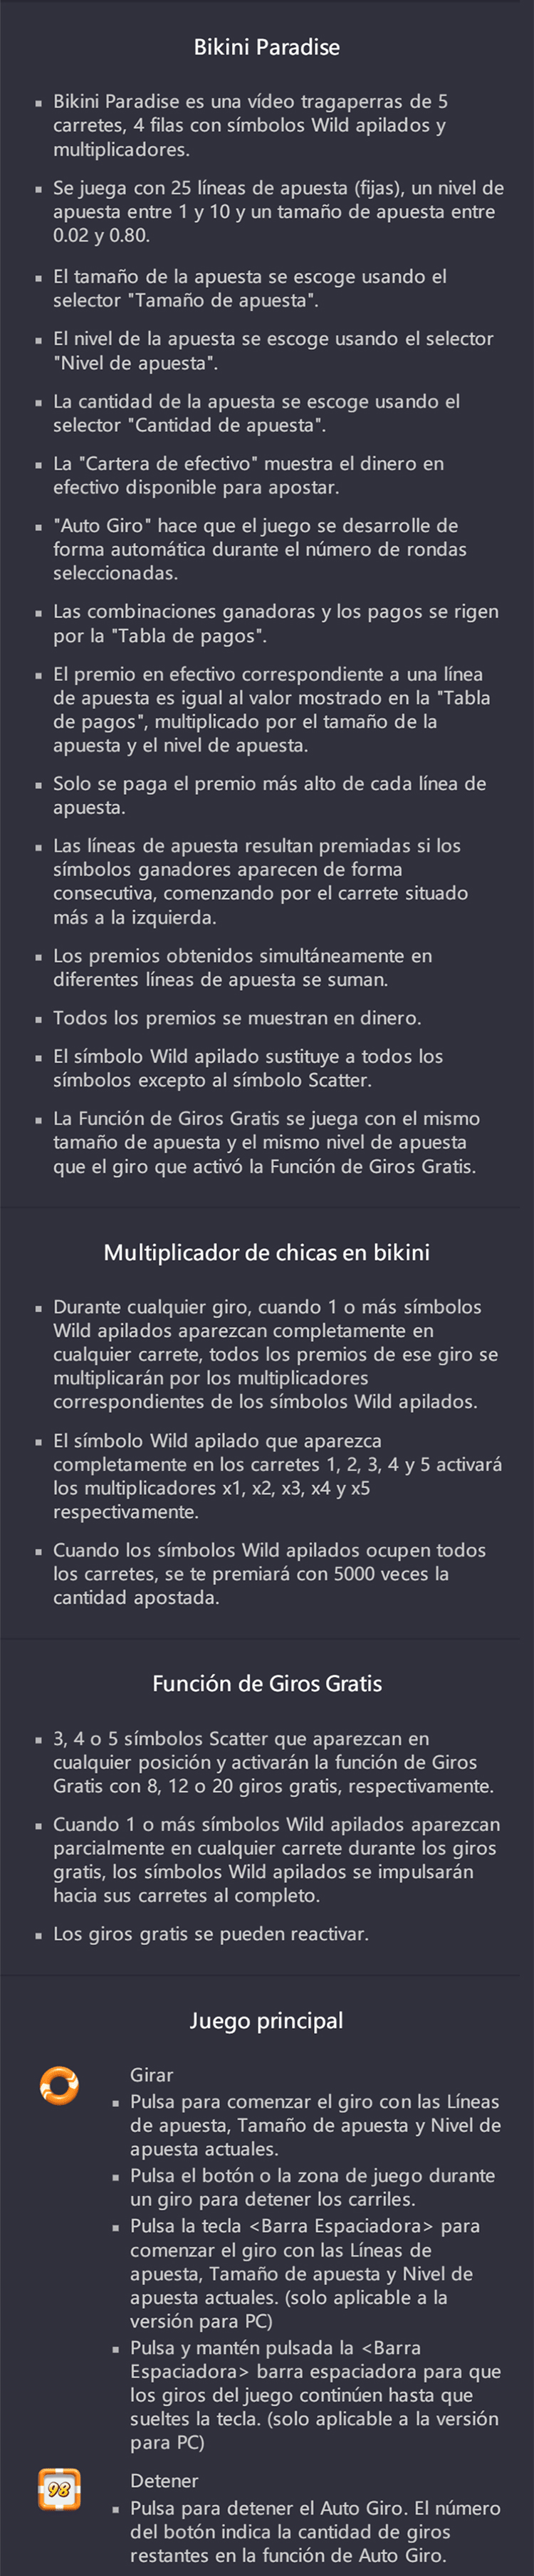 Bikini Paradise
▪ Bikini Paradise es una vídeo tragaperras de 5
carretes, 4 filas con símbolos Wild apilados y
multiplicadores.
▪ Se juega con 25 líneas de apuesta (fijas), un nivel de
apuesta entre 1 y 10 y un tamaño de apuesta entre
0.02 y 0.80.
▪ El tamaño de la apuesta se escoge usando el
selector "Tamaño de apuesta".
▪ El nivel de la apuesta se escoge usando el selector
"Nivel de apuesta".
▪ La cantidad de la apuesta se escoge usando el
selector "Cantidad de apuesta".
▪ La "Cartera de efectivo" muestra el dinero en
efectivo disponible para apostar.
▪ "Auto Giro" hace que el juego se desarrolle de
forma automática durante el número de rondas
seleccionadas.
▪ Las combinaciones ganadoras y los pagos se rigen
por la "Tabla de pagos".
▪ El premio en efectivo correspondiente a una línea
de apuesta es igual al valor mostrado en la "Tabla
de pagos", multiplicado por el tamaño de la
apuesta y el nivel de apuesta.
▪ Solo se paga el premio más alto de cada línea de
apuesta.
▪ Las líneas de apuesta resultan premiadas si los
símbolos ganadores aparecen de forma
consecutiva, comenzando por el carrete situado
más a la izquierda.
▪ Los premios obtenidos simultáneamente en
diferentes líneas de apuesta se suman.
▪ Todos los premios se muestran en dinero.
▪ El símbolo Wild apilado sustituye a todos los
símbolos excepto al símbolo Scatter.
▪ La Función de Giros Gratis se juega con el mismo
tamaño de apuesta y el mismo nivel de apuesta
que el giro que activó la Función de Giros Gratis.
Multiplicador de chicas en bikini
▪ Durante cualquier giro, cuando 1 o más símbolos
Wild apilados aparezcan completamente en
cualquier carrete, todos los premios de ese giro se
multiplicarán por los multiplicadores
correspondientes de los símbolos Wild apilados.
▪ El símbolo Wild apilado que aparezca
completamente en los carretes 1, 2, 3, 4 y 5 activará
los multiplicadores x1, x2, x3, x4 y x5
respectivamente.
▪ Cuando los símbolos Wild apilados ocupen todos
los carretes, se te premiará con 5000 veces la
cantidad apostada.
Función de Giros Gratis
▪ 3, 4 o 5 símbolos Scatter que aparezcan en
cualquier posición y activarán la función de Giros
Gratis con 8, 12 o 20 giros gratis, respectivamente.
▪ Cuando 1 o más símbolos Wild apilados aparezcan
parcialmente en cualquier carrete durante los giros
gratis, los símbolos Wild apilados se impulsarán
hacia sus carretes al completo.
▪ Los giros gratis se pueden reactivar.
Juego principal
Girar
▪ Pulsa para comenzar el giro con las Líneas
de apuesta, Tamaño de apuesta y Nivel de
apuesta actuales.
▪ Pulsa el botón o la zona de juego durante
un giro para detener los carriles.
▪ Pulsa la tecla <Barra Espaciadora> para
comenzar el giro con las Líneas de
apuesta, Tamaño de apuesta y Nivel de
apuesta actuales. (solo aplicable a la
versión para PC)
▪ Pulsa y mantén pulsada la <Barra
Espaciadora> barra espaciadora para que
los giros del juego continúen hasta que
sueltes la tecla. (solo aplicable a la versión
para PC)
98
Detener
▪ Pulsa para detener el Auto Giro. El número
del botón indica la cantidad de giros
restantes en la función de Auto Giro.